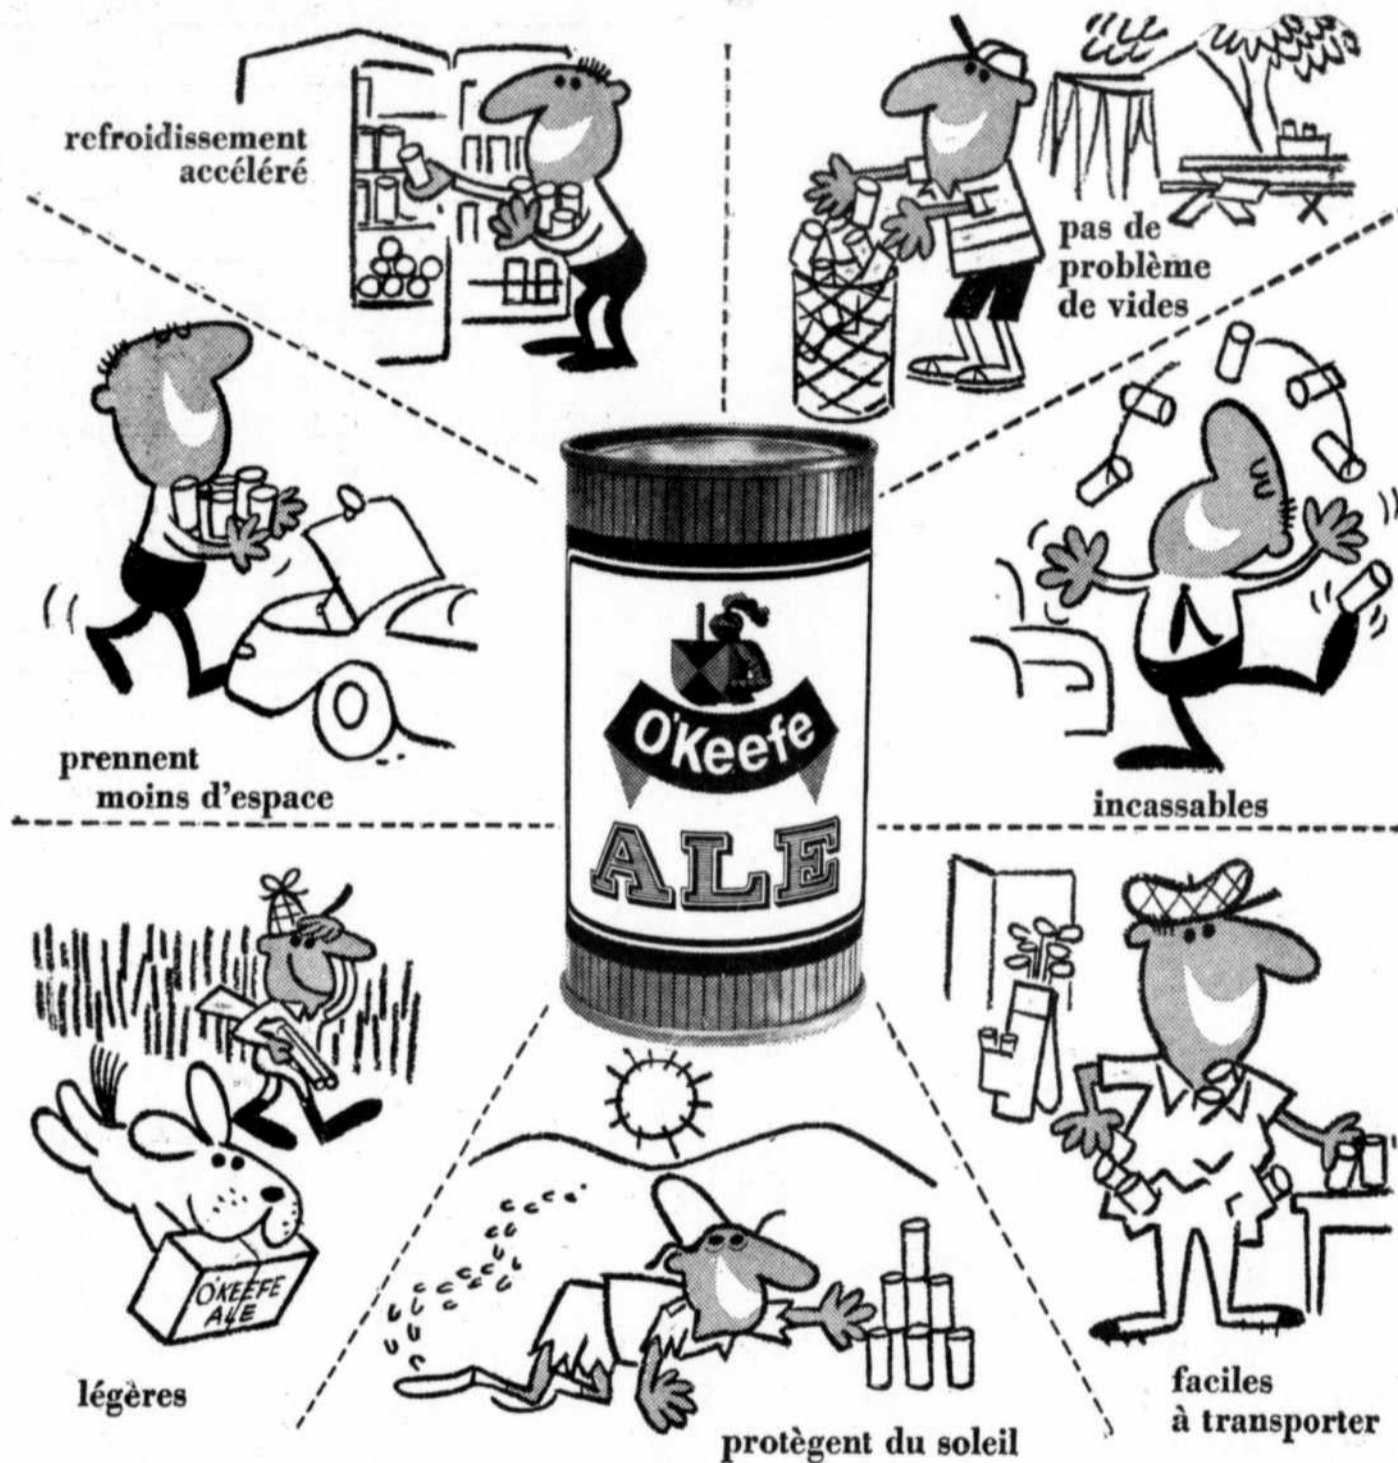 refroidissement
accéléré
pas de
problème
de vides
prennent
moins d'espace
O'Keefe
ALE
incassables
O'KEEFE
ALE
légères
protègent du soleil
faciles
à transporter